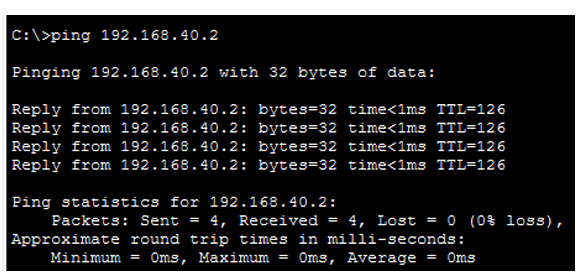 C:\>ping 192.168.40.2
Pinging 192.168.40.2 with 32 bytes of data:
Reply from 192.168.40.2: bytes=32 time<1ms TTL=126
Reply from 192.168.40.2: bytes=32 time<1ms TTL=126
Reply from 192.168.40.2: bytes=32 time<1ms TTL=126
Reply from 192.168.40.2: bytes=32 time<1ms TTL=126
Ping statistics for 192.168.40.2:
Packets: Sent = 4, Received = 4, Lost = 0 (0% loss),
Approximate round trip times in milli-seconds:
Minimum = 0ms, Maximum = 0ms, Average = 0ms